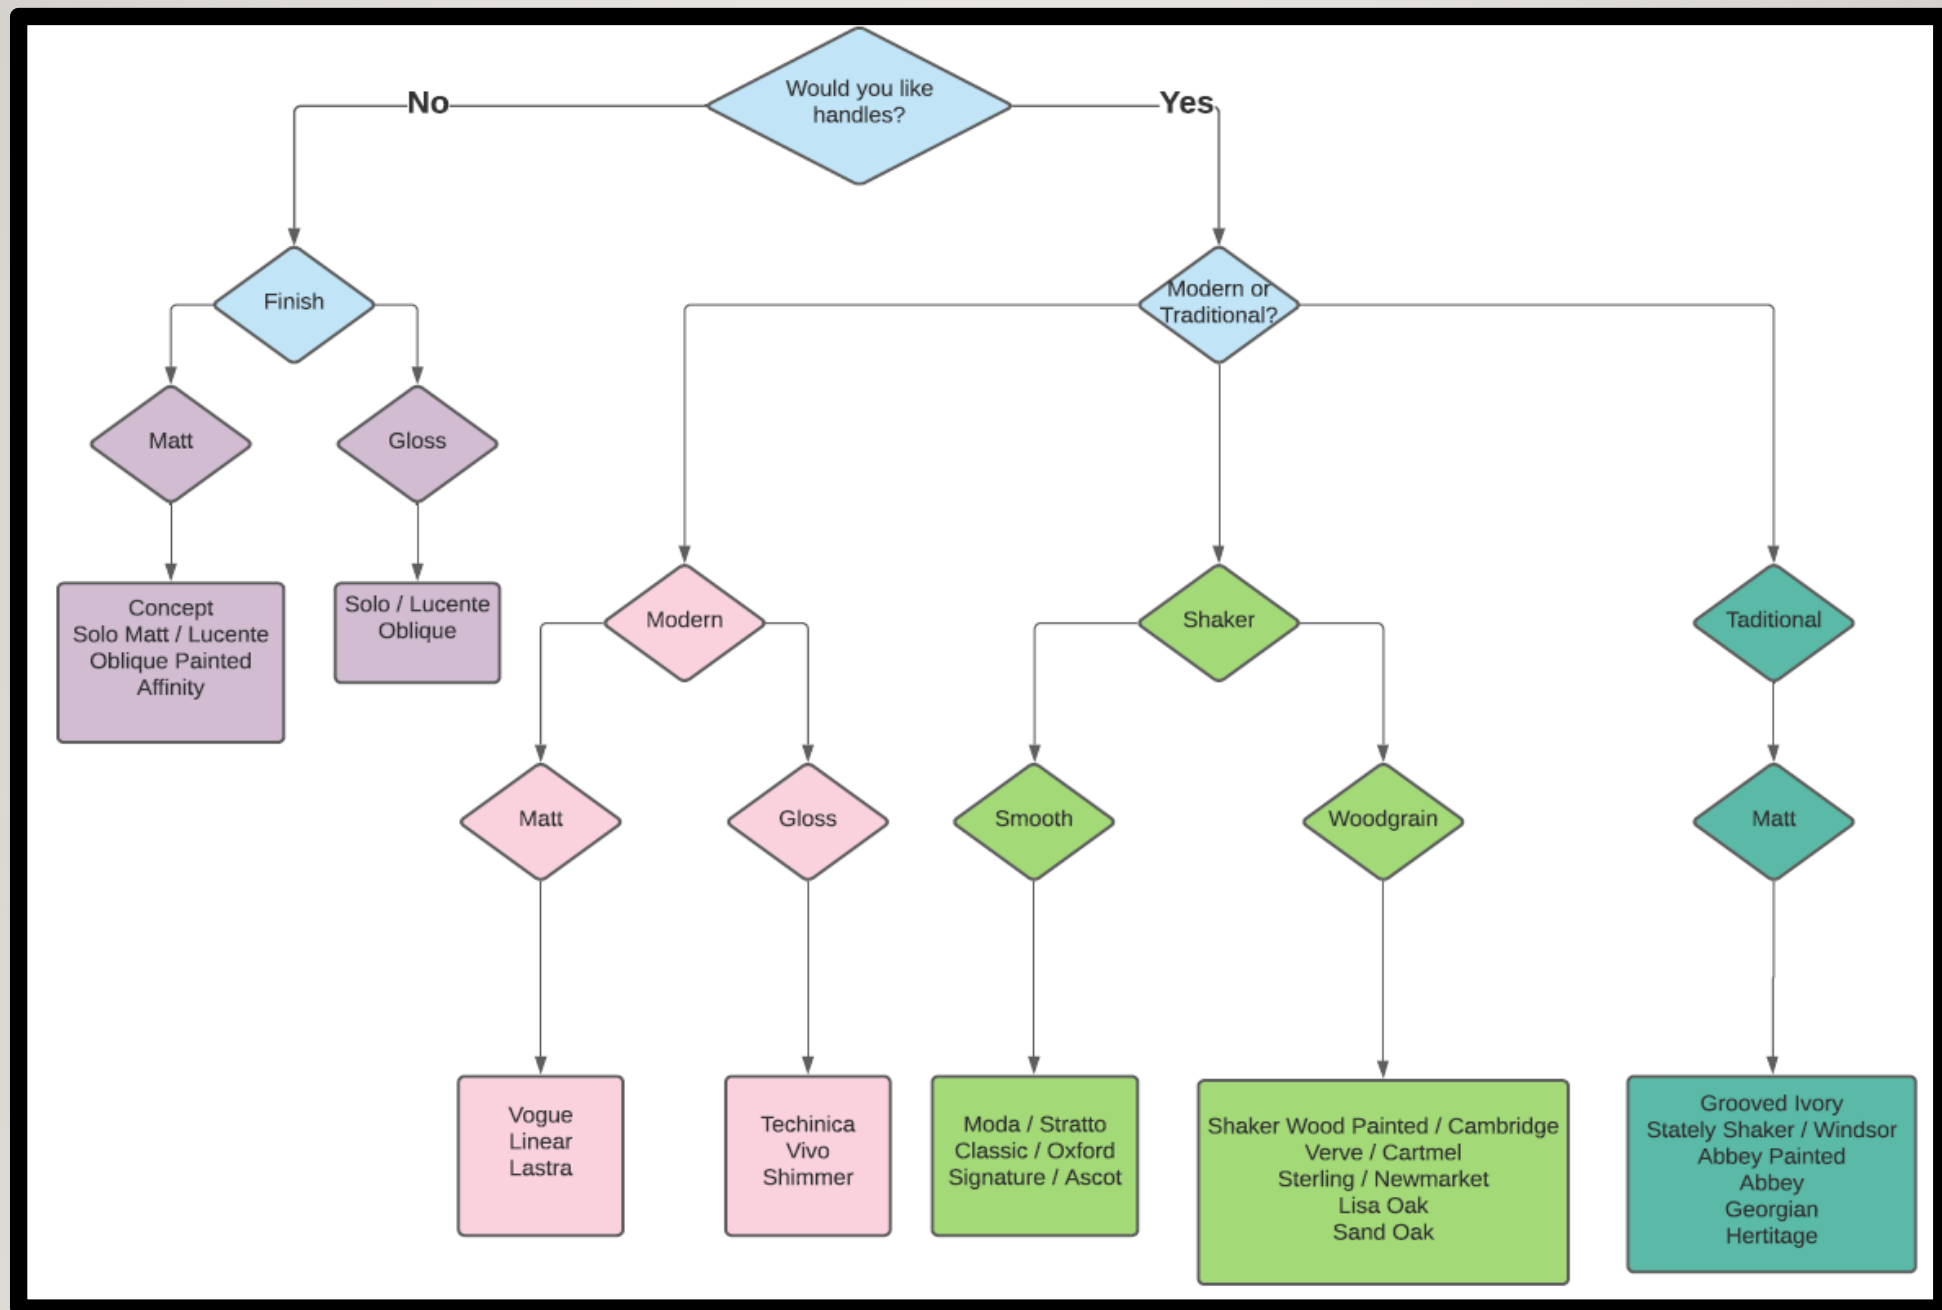 Would you like
handles?
No
Yes
Finish
Modern or
Traditional?
Matt
Gloss
Concept
Solo Matt / Lucente
Oblique Painted
Affinity
Solo / Lucente
Oblique
Modern
Shaker
Taditional
Matt
Gloss
Smooth
Woodgrain
Matt
Vogue
Linear
Lastra
Techinica
Vivo
Shimmer
Moda / Stratto
Classic / Oxford
Signature / Ascot
Shaker Wood Painted / Cambridge
Verve / Cartmel
Sterling / Newmarket
Lisa Oak
Sand Oak
Grooved Ivory
Stately Shaker / Windsor
Abbey Painted
Abbey
Georgian
Hertitage